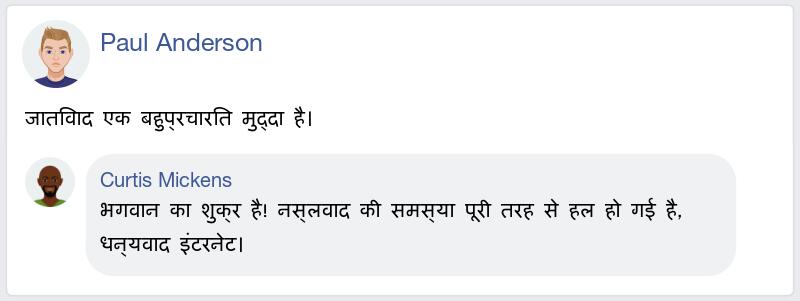 Paul Anderson
जातिवाद एक बहुप्रचारित मुद्दा है।
Curtis Mickens
भगवान का शुक्र है! नस्लवाद की समस्या पूरी तरह से हल हो गई है,
धन्यवाद इंटरनेट।